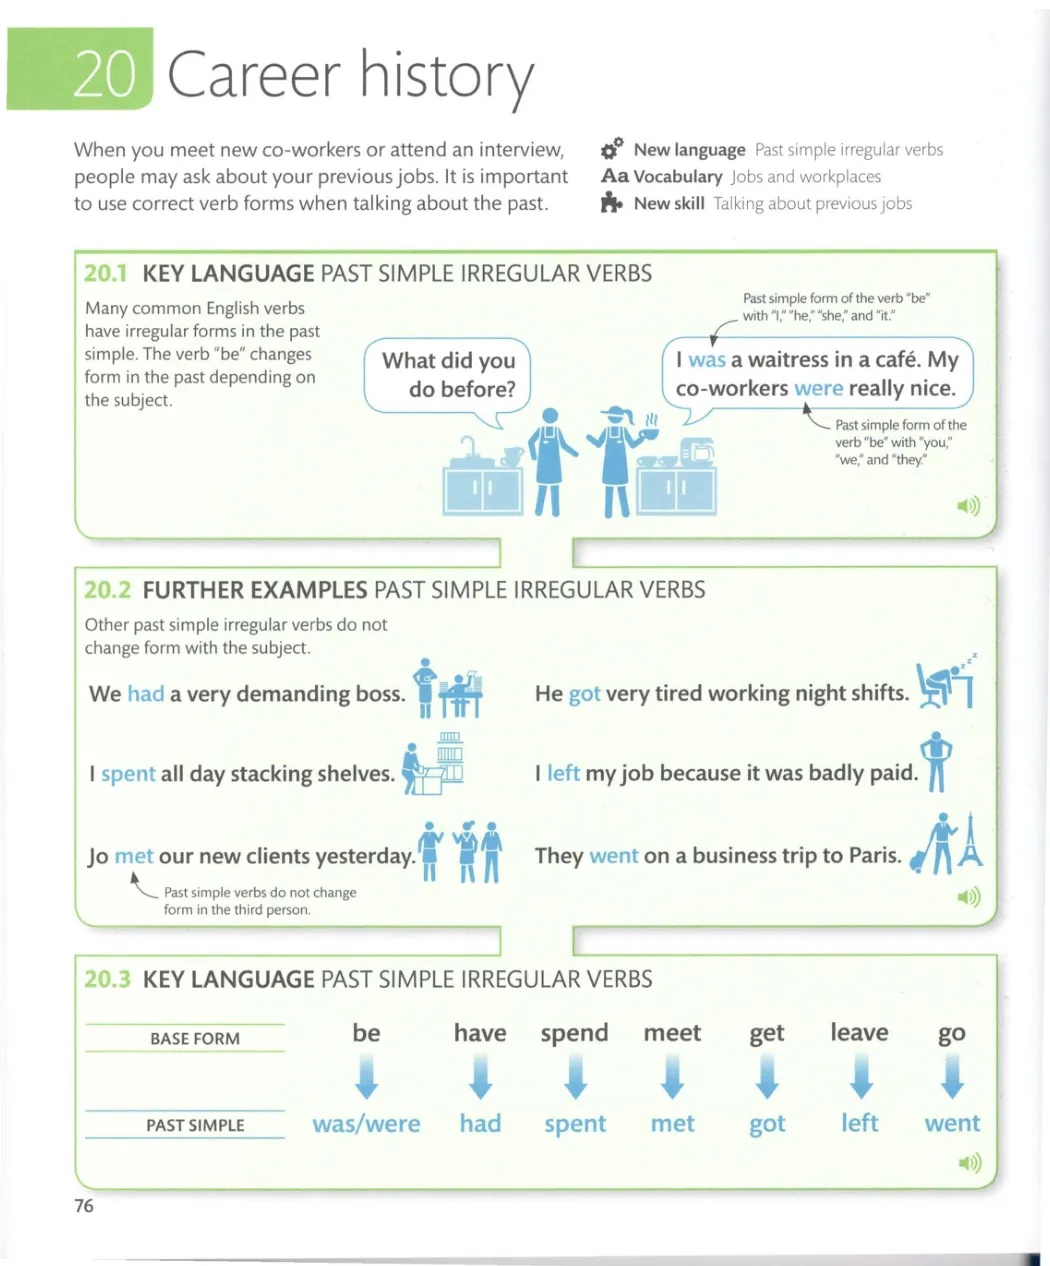 20 Career history
When you meet new co-workers or attend an interview,
people may ask about your previous jobs. It is important
to use correct verb forms when talking about the past.
New language Past simple irregular verbs
Aa Vocabulary Jobs and workplaces
New skill Talking about previous jobs
20.1 KEY LANGUAGE PAST SIMPLE IRREGULAR VERBS
Many common English verbs
have irregular forms in the past
simple. The verb "be" changes
form in the past depending on
the subject.
What did you
do before?
Past simple form of the verb "be"
with "I," "he," "she," and "it."
I was a waitress in a café. My
co-workers were really nice.
Past simple form of the
verb "be" with "you,"
"we," and "they."
20.2 FURTHER EXAMPLES PAST SIMPLE IRREGULAR VERBS
Other past simple irregular verbs do not
change form with the subject.
We had a very demanding boss.
He got very tired working night shifts.
z z z
I spent all day stacking shelves.
I left my job because it was badly paid.
Jo met our new clients yesterday.
They went on a business trip to Paris.
Past simple verbs do not change
form in the third person.
20.3 KEY LANGUAGE PAST SIMPLE IRREGULAR VERBS
BASE FORM be have spend meet get leave go
PAST SIMPLE was/were had spent met got left went
76